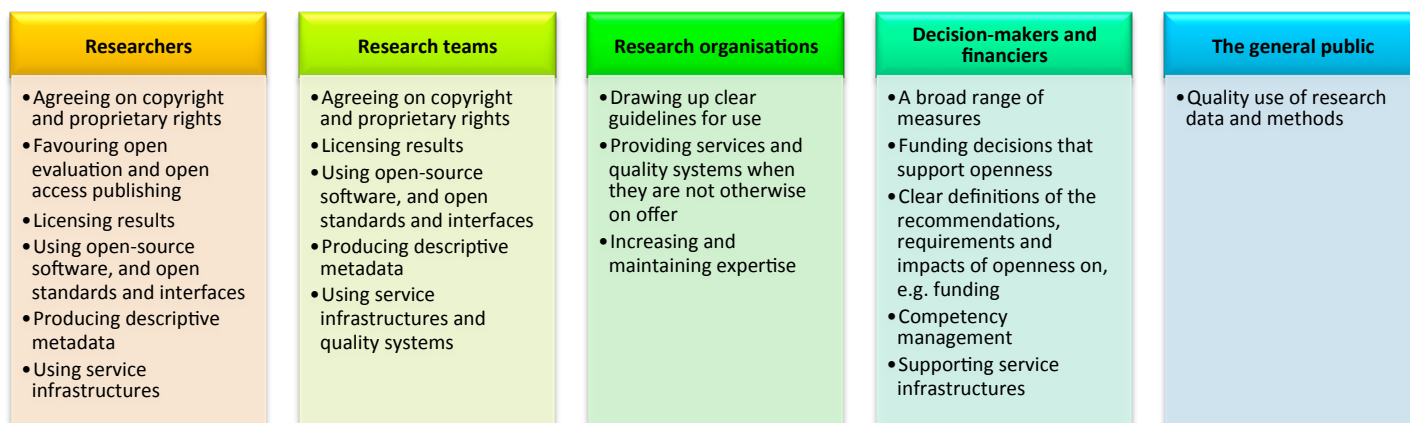 Researchers
•Agreeing on copyright
and proprietary rights
•Favouring open
evaluation and open
access publishing
•Licensing results
•Using open-source
software, and open
standards and interfaces
•Producing descriptive
metadata
•Using service
infrastructures
Research teams
•Agreeing on copyright
and proprietary rights
•Licensing results
•Using open-source
software, and open
standards and interfaces
•Producing descriptive
metadata
•Using service
infrastructures and
quality systems
Research organisations
•Drawing up clear
guidelines for use
•Providing services and
quality systems when
they are not otherwise
on offer
•Increasing and
maintaining expertise
Decision-makers and
financiers
•A broad range of
measures
•Funding decisions that
support openness
•Clear definitions of the
recommendations,
requirements and
impacts of openness on,
e.g. funding
•Competency
management
•Supporting service
infrastructures
The general public
•Quality use of research
data and methods